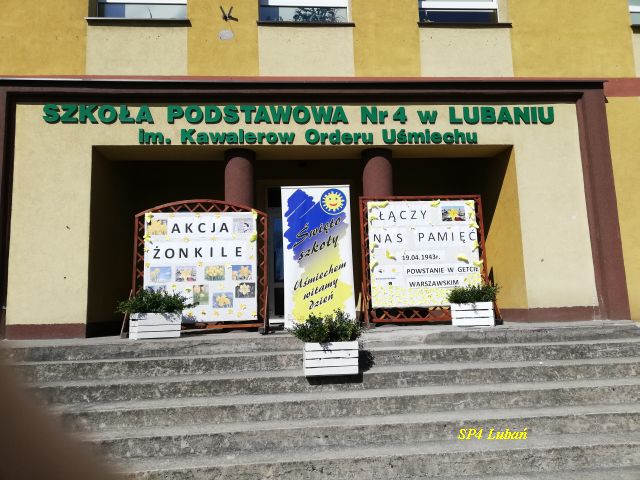 SZKOŁA PODSTAWOWA Nr 4 w LUBANIU
im. Kawalerów Orderu Uśmiechu
AKCJA
ŻONKILE
Święto
szkoły
Uśmiechem
witamy
dzień
ŁĄCZY
NAS PAMIĘĆ
19.04.1943r.
POWSTANIE W GETCIE
WARSZAWSKIM
SP4 Lubań